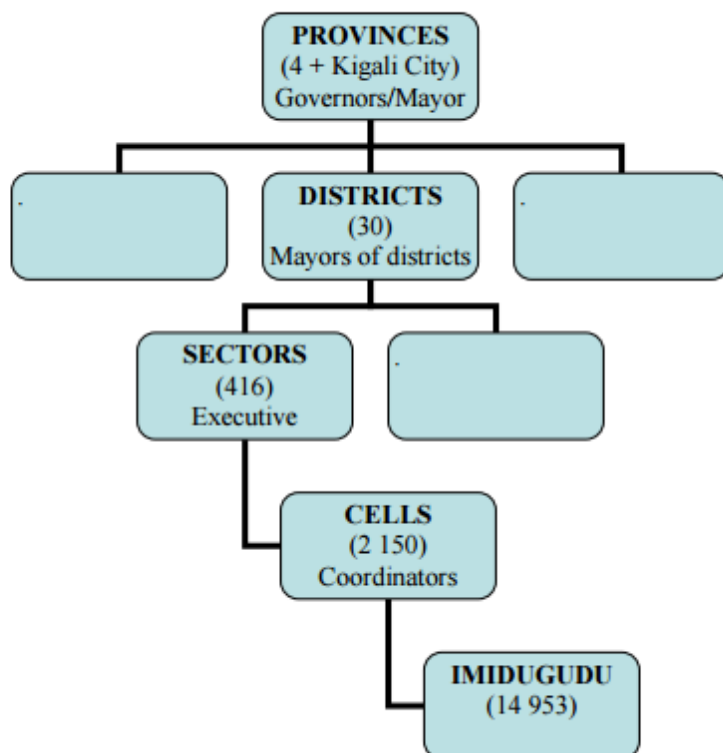 PROVINCES
(4 + Kigali City)
Governors/Mayor
.
DISTRICTS
(30)
Mayors of districts
.
SECTORS
(416)
Executive
.
CELLS
(2 150)
Coordinators
IMIDUGUDU
(14 953)